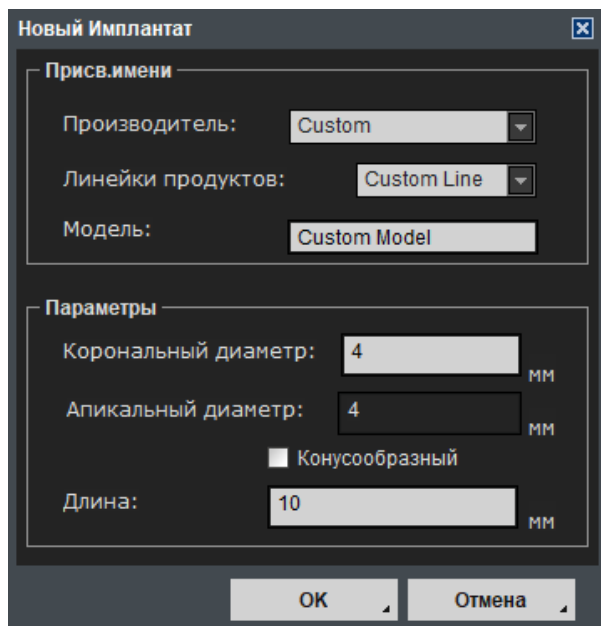 Новый Имплантат
Присв.имени
Производитель: Custom
Линейки продуктов: Custom Line
Модель: Custom Model
Параметры
Корональный диаметр: 4 мм
Апикальный диаметр: 4 мм
Конусообразный
Длина: 10 мм
OK Отмена